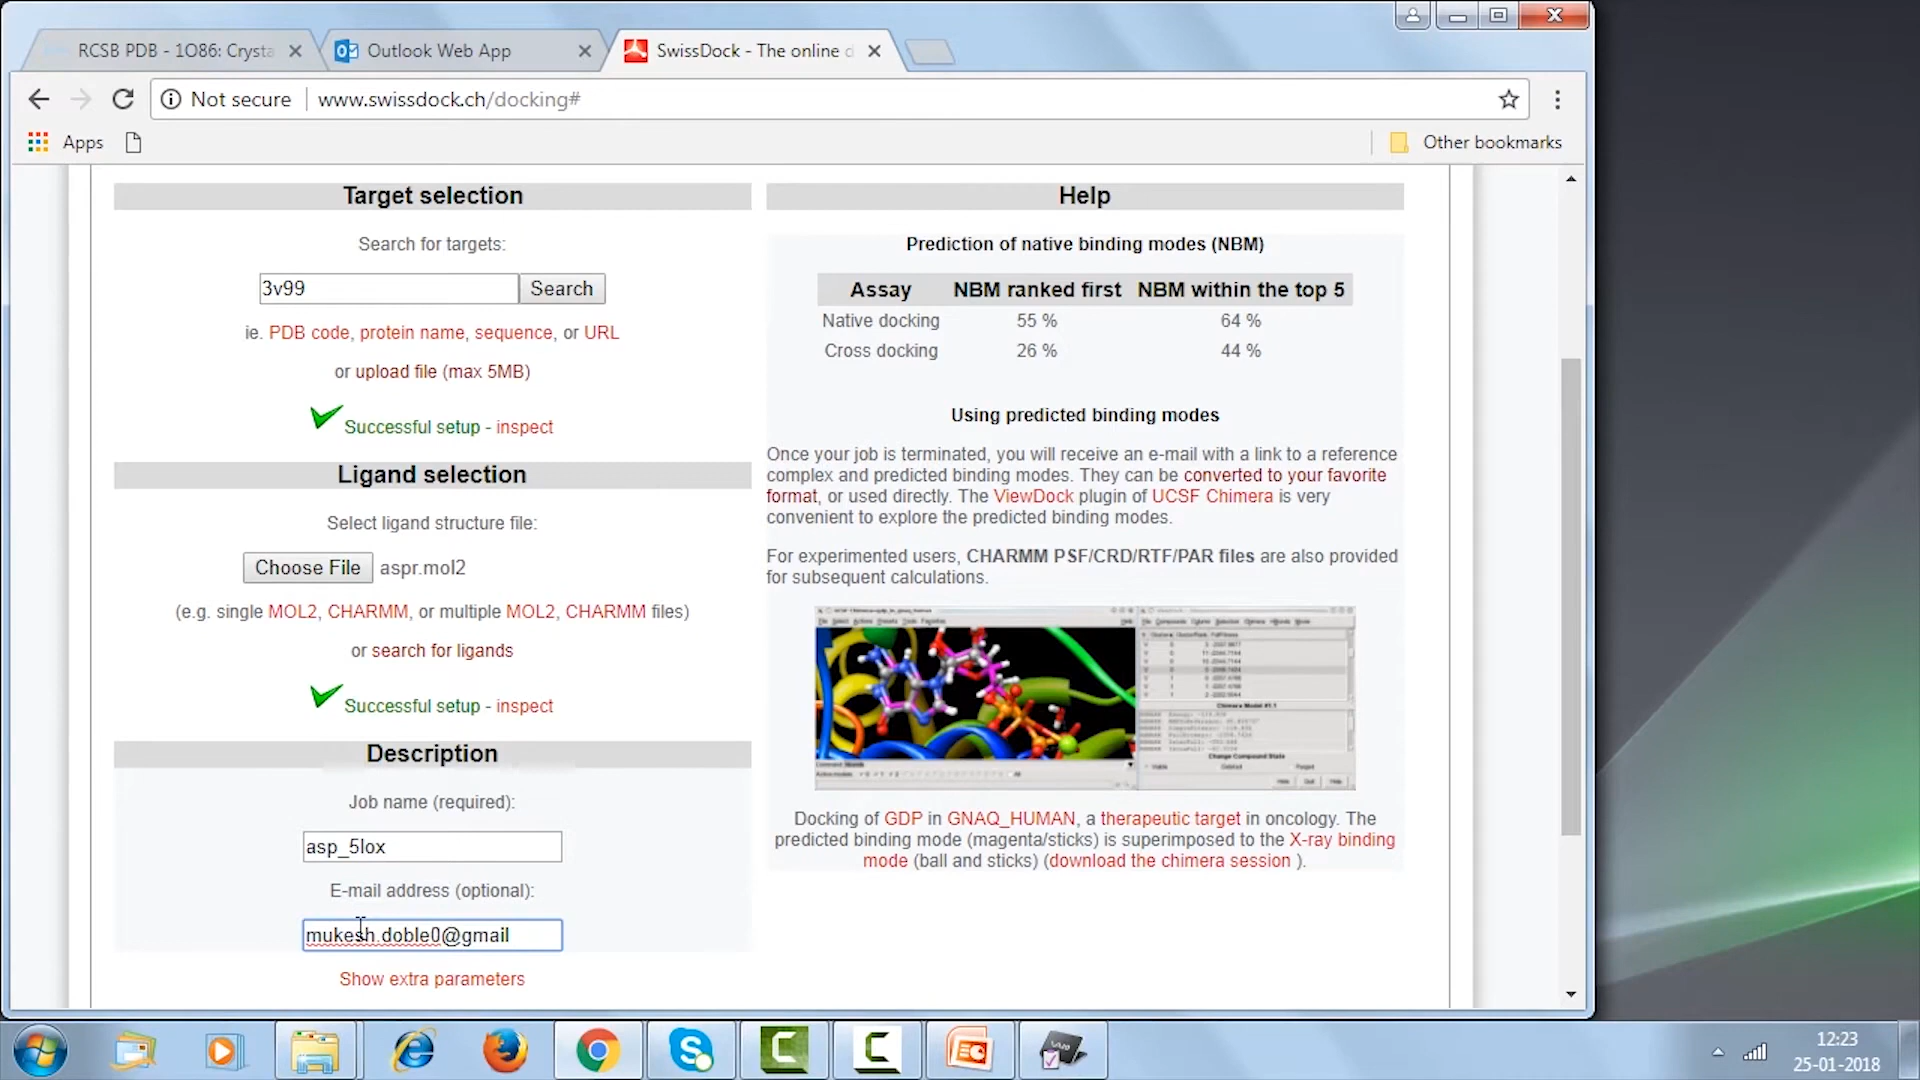 RCSB PDB - 1O86: Crysta
Outlook Web App
SwissDock - The online d
Not secure
www.swissdock.ch/docking#
Apps
Other bookmarks
Target selection
Search for targets:
3v99
Search
ie. PDB code, protein name, sequence, or URL
or upload file (max 5MB)
Successful setup - inspect
Ligand selection
Select ligand structure file:
Choose File aspr.mol2
(e.g. single MOL2, CHARMM, or multiple MOL2, CHARMM files)
or search for ligands
Successful setup - inspect
Description
Job name (required):
asp_5lox
E-mail address (optional):
mukesh.doble0@gmail
Show extra parameters
Help
Prediction of native binding modes (NBM)
Assay NBM ranked first NBM within the top 5
Native docking 55 % 64 %
Cross docking 26 % 44 %
Using predicted binding modes
Once your job is terminated, you will receive an e-mail with a link to a reference
complex and predicted binding modes. They can be converted to your favorite
format, or used directly. The ViewDock plugin of UCSF Chimera is very
convenient to explore the predicted binding modes.
For experimented users, CHARMM PSF/CRD/RTF/PAR files are also provided
for subsequent calculations.
Chimera Model #1.1
Change Compound State
Docking of GDP in GNAQ_HUMAN, a therapeutic target in oncology. The
predicted binding mode (magenta/sticks) is superimposed to the X-ray binding
mode (ball and sticks) (download the chimera session ).
12:23
25-01-2018